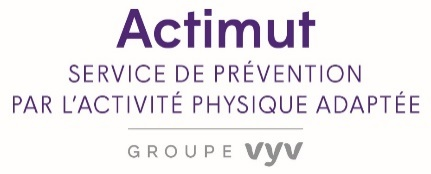 Actimut
SERVICE DE PRÉVENTION
PAR L'ACTIVITÉ PHYSIQUE ADAPTÉE
GROUPE vyv